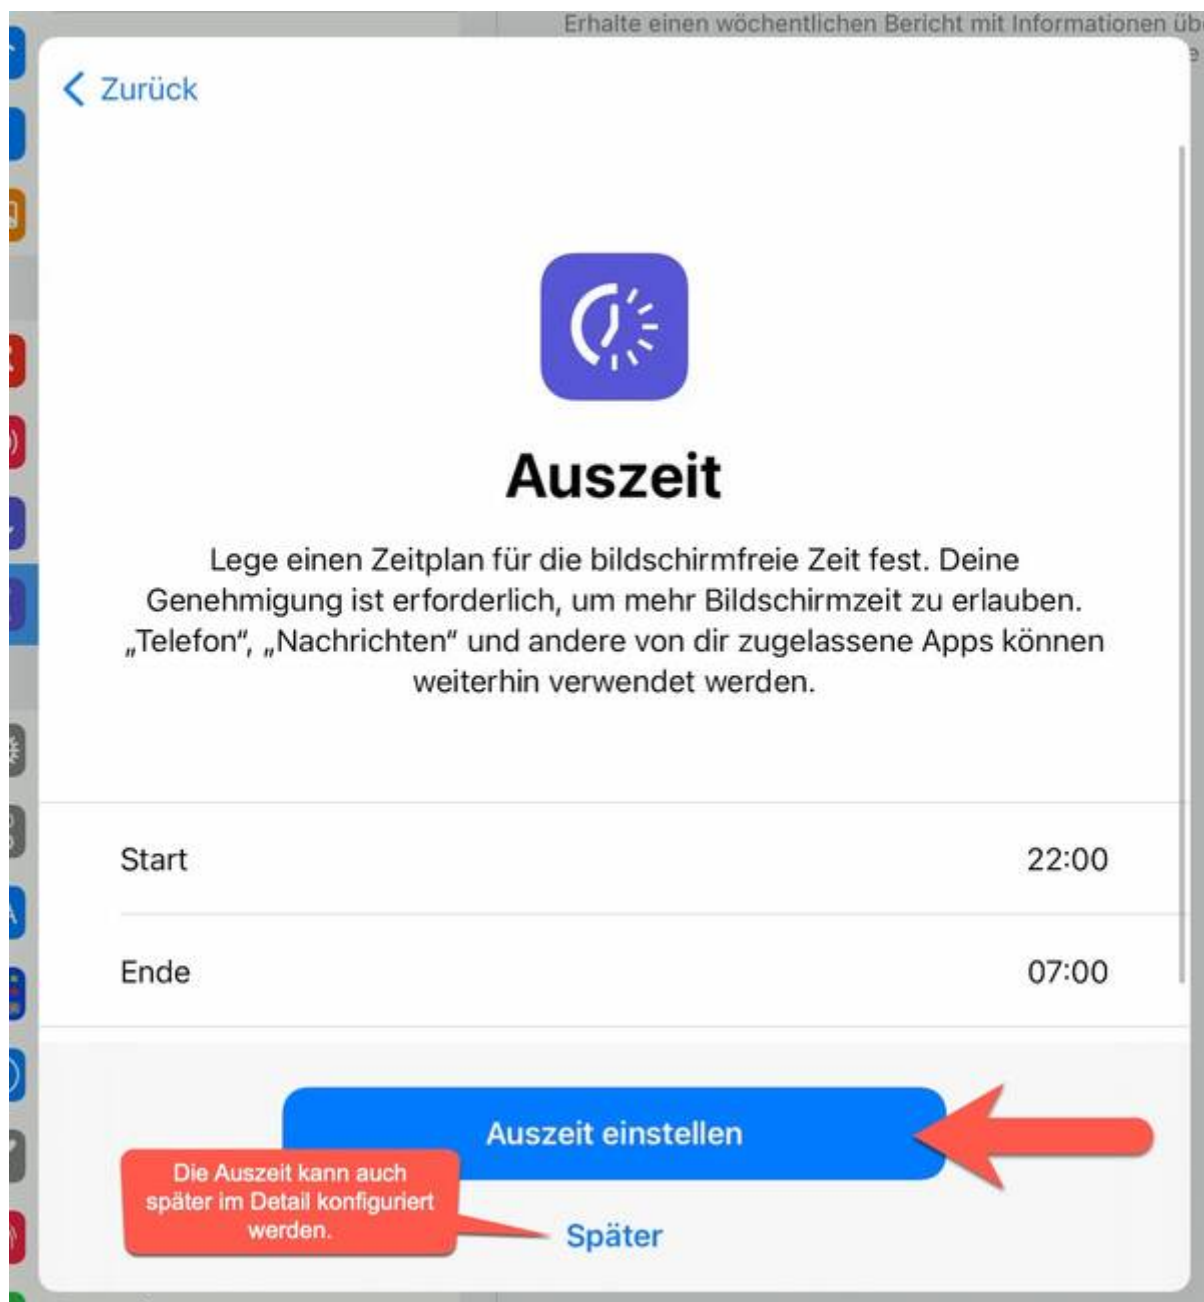 Erhalte einen wöchentlichen Bericht mit Informationen üb
Zurück
Auszeit
Lege einen Zeitplan für die bildschirmfreie Zeit fest. Deine
Genehmigung ist erforderlich, um mehr Bildschirmzeit zu erlauben.
„Telefon“, „Nachrichten“ und andere von dir zugelassene Apps können
weiterhin verwendet werden.
Start 22:00
Ende 07:00
Auszeit einstellen
Die Auszeit kann auch
später im Detail konfiguriert
werden.
Später